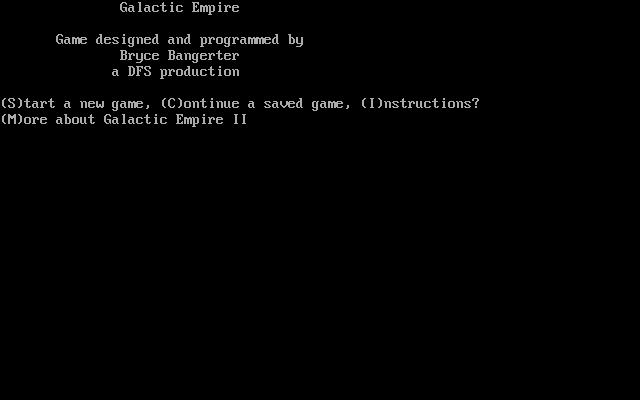 Galactic Empire
Game designed and programmed by
Bryce Bangerter
a DFS production
(S)tart a new game, (C)ontinue a saved game, (I)nstructions?
(M)ore about Galactic Empire II